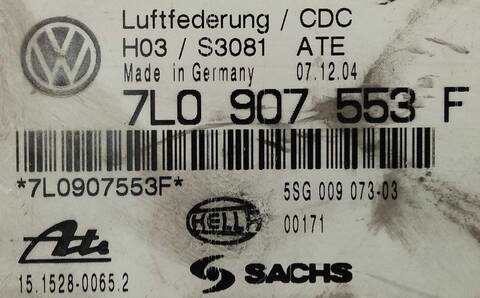 Luftfederung / CDC
H03 / S3081 ATE
Made in Germany 07.12.04
7L0 907 553 F
*7L0907553F*
5SG 009 073-03
HELLA
00171
Ate
15.1528-0065.2
SACHS